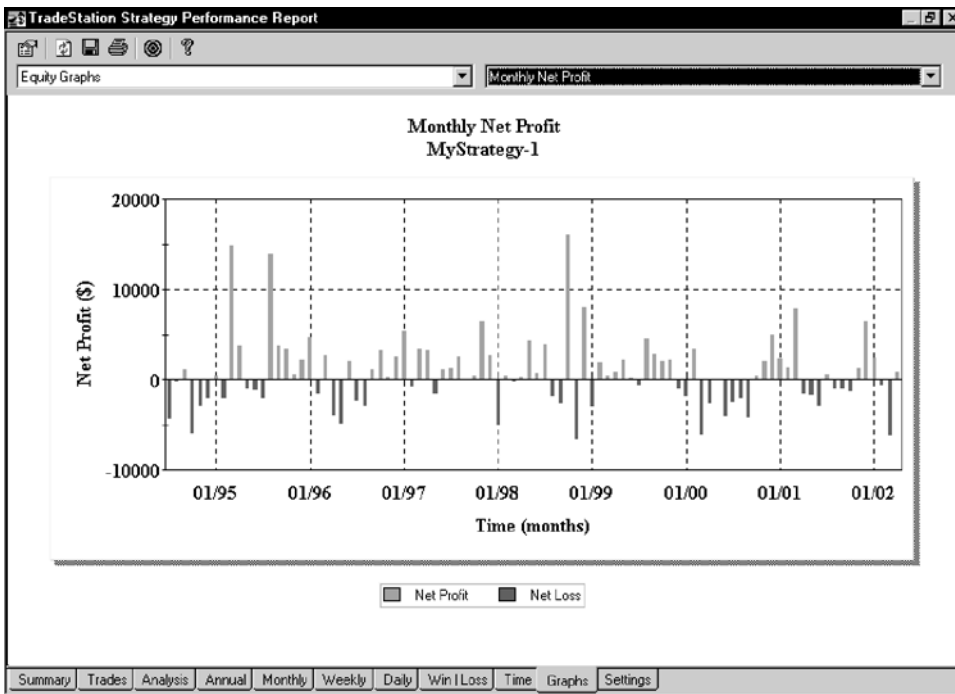 TradeStation Strategy Performance Report
Equity Graphs
Monthly Net Profit
Monthly Net Profit
MyStrategy-1
20000
10000
0
-10000
Net Profit ($)
01/95 01/96 01/97 01/98 01/99 01/00 01/01 01/02
Time (months)
Net Profit Net Loss
Summary Trades Analysis Annual Monthly Weekly Daily Win | Loss Time Graphs Settings